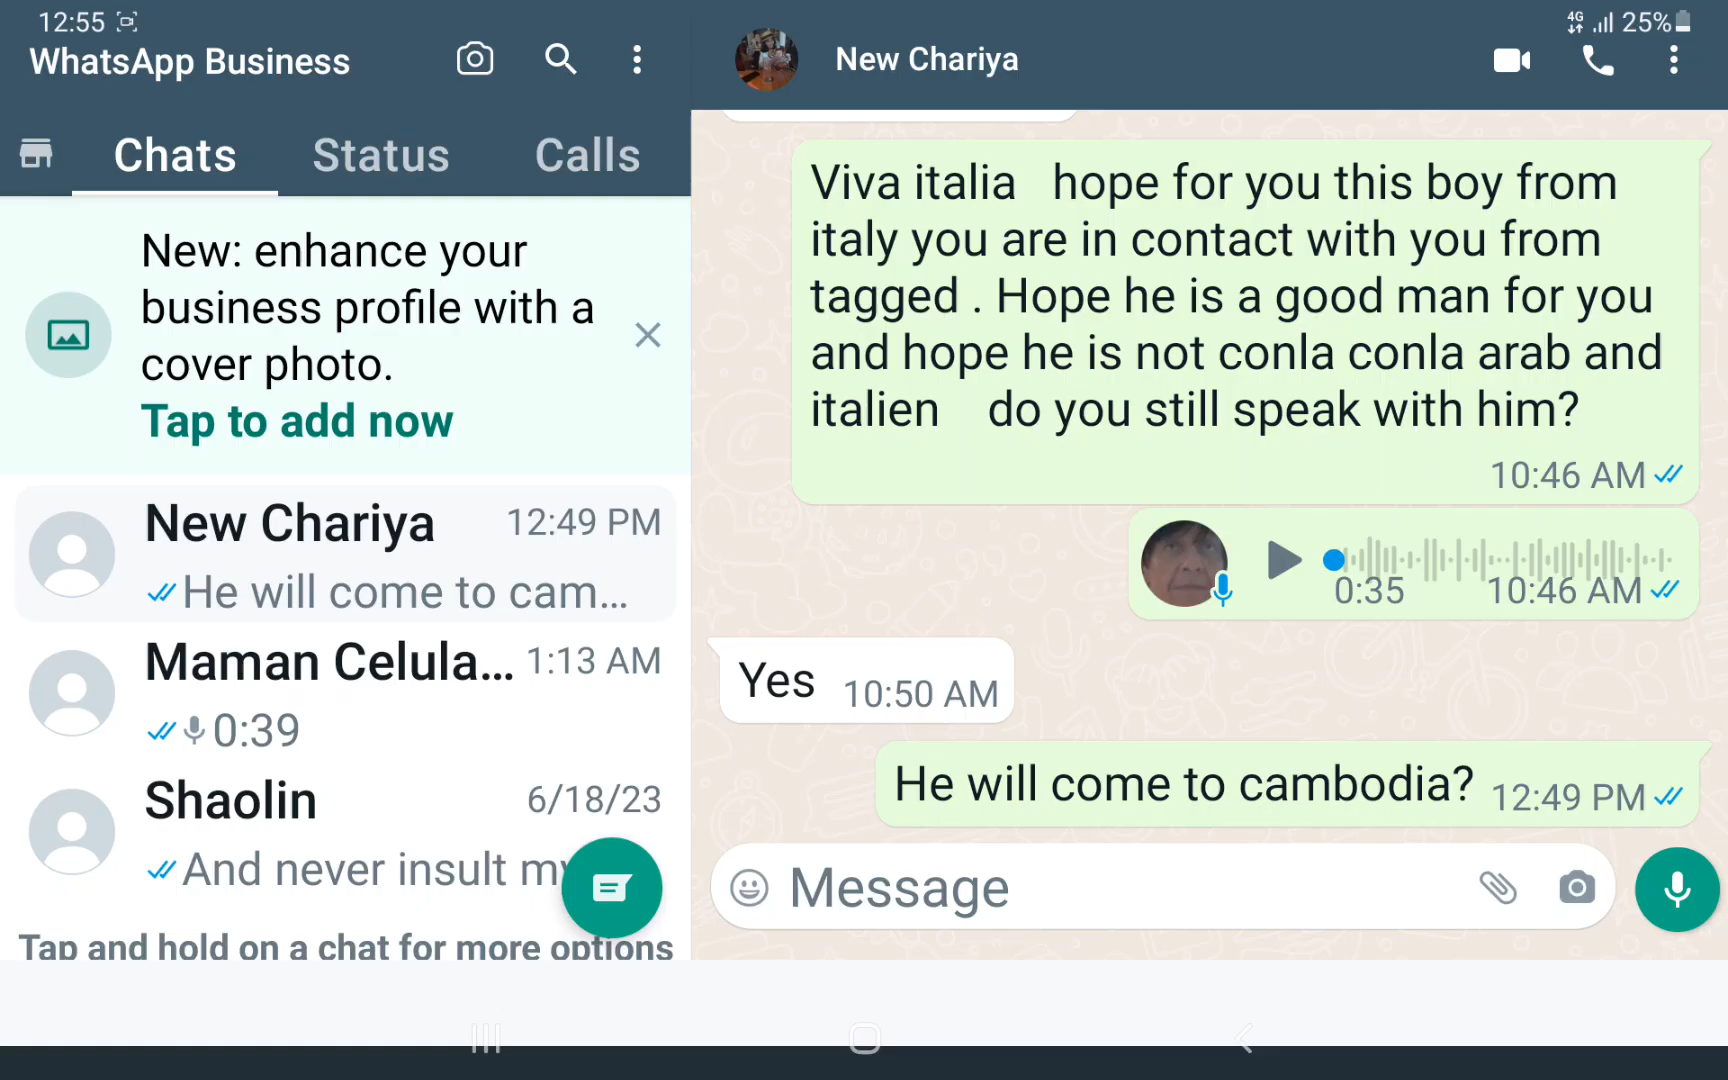 12:55
4G 25%
WhatsApp Business
New Chariya
Chats Status Calls
New: enhance your
business profile with a
cover photo.
Tap to add now
New Chariya 12:49 PM
He will come to cam...
Maman Celula... 1:13 AM
0:39
Shaolin 6/18/23
And never insult my
Tap and hold on a chat for more options
Viva italia hope for you this boy from
italy you are in contact with you from
tagged . Hope he is a good man for you
and hope he is not conla conla arab and
italien do you still speak with him?
10:46 AM
0:35 10:46 AM
Yes 10:50 AM
He will come to cambodia? 12:49 PM
Message